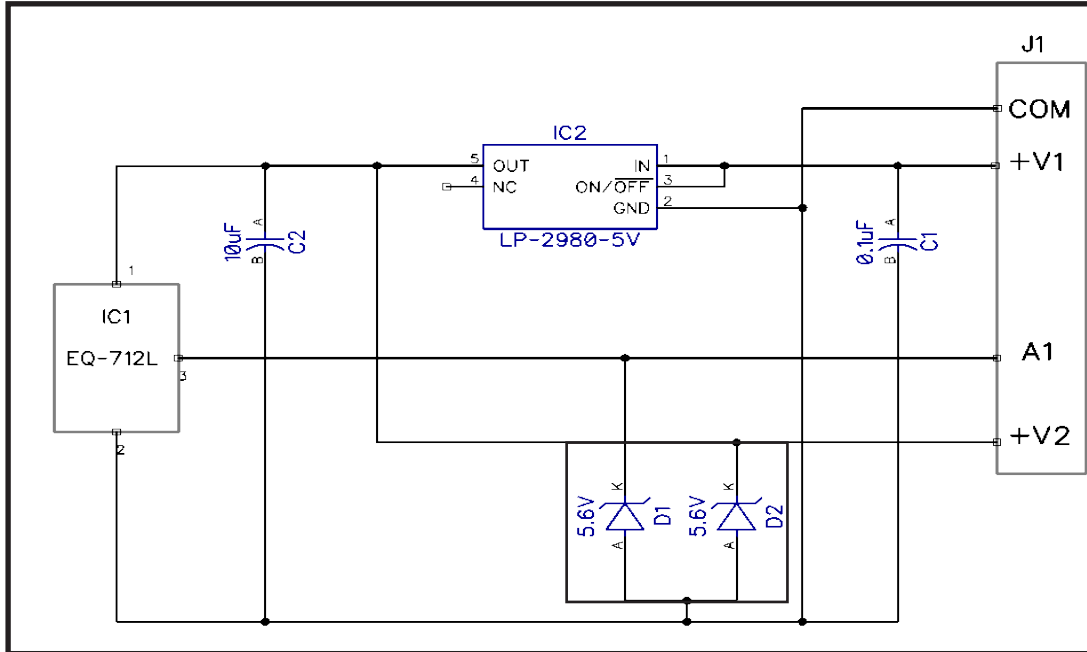 J1
COM
+V1
A1
+V2
IC2
5
OUT
IN
1
4
NC
ON/OFF
3
GND
2
LP-2980-5V
10uF
A
B
C2
0.1uF
A
B
C1
1
IC1
EQ-712L
3
2
5.6V
K
A
D1
5.6V
K
A
D2